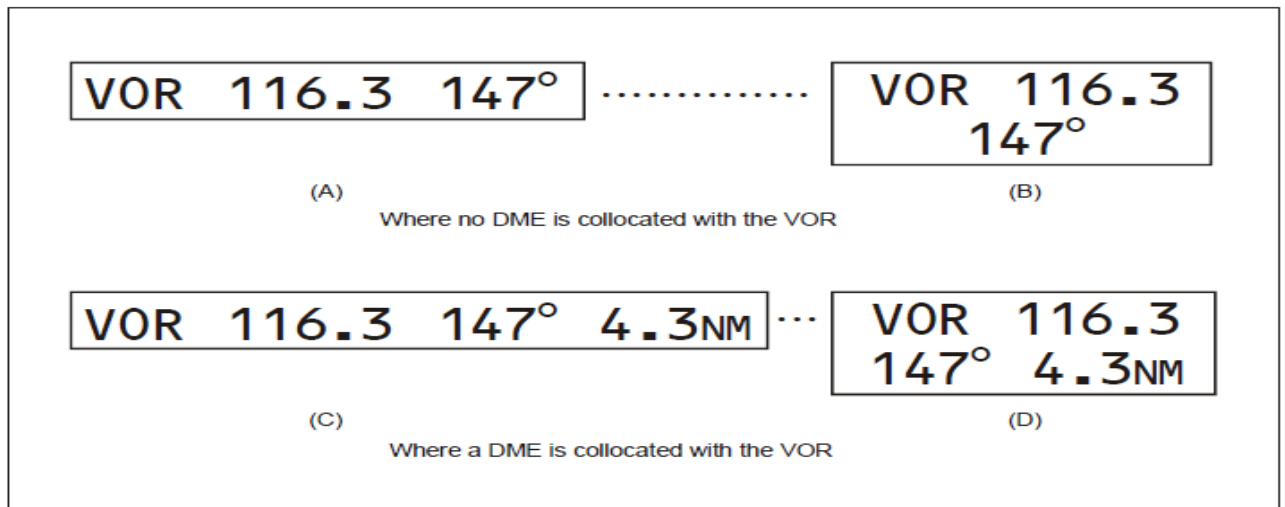 VOR 116.3 147° .............. VOR 116.3
147°
(A) (B)
Where no DME is collocated with the VOR
VOR 116.3 147° 4.3NM ... VOR 116.3
147° 4.3NM
(C) (D)
Where a DME is collocated with the VOR